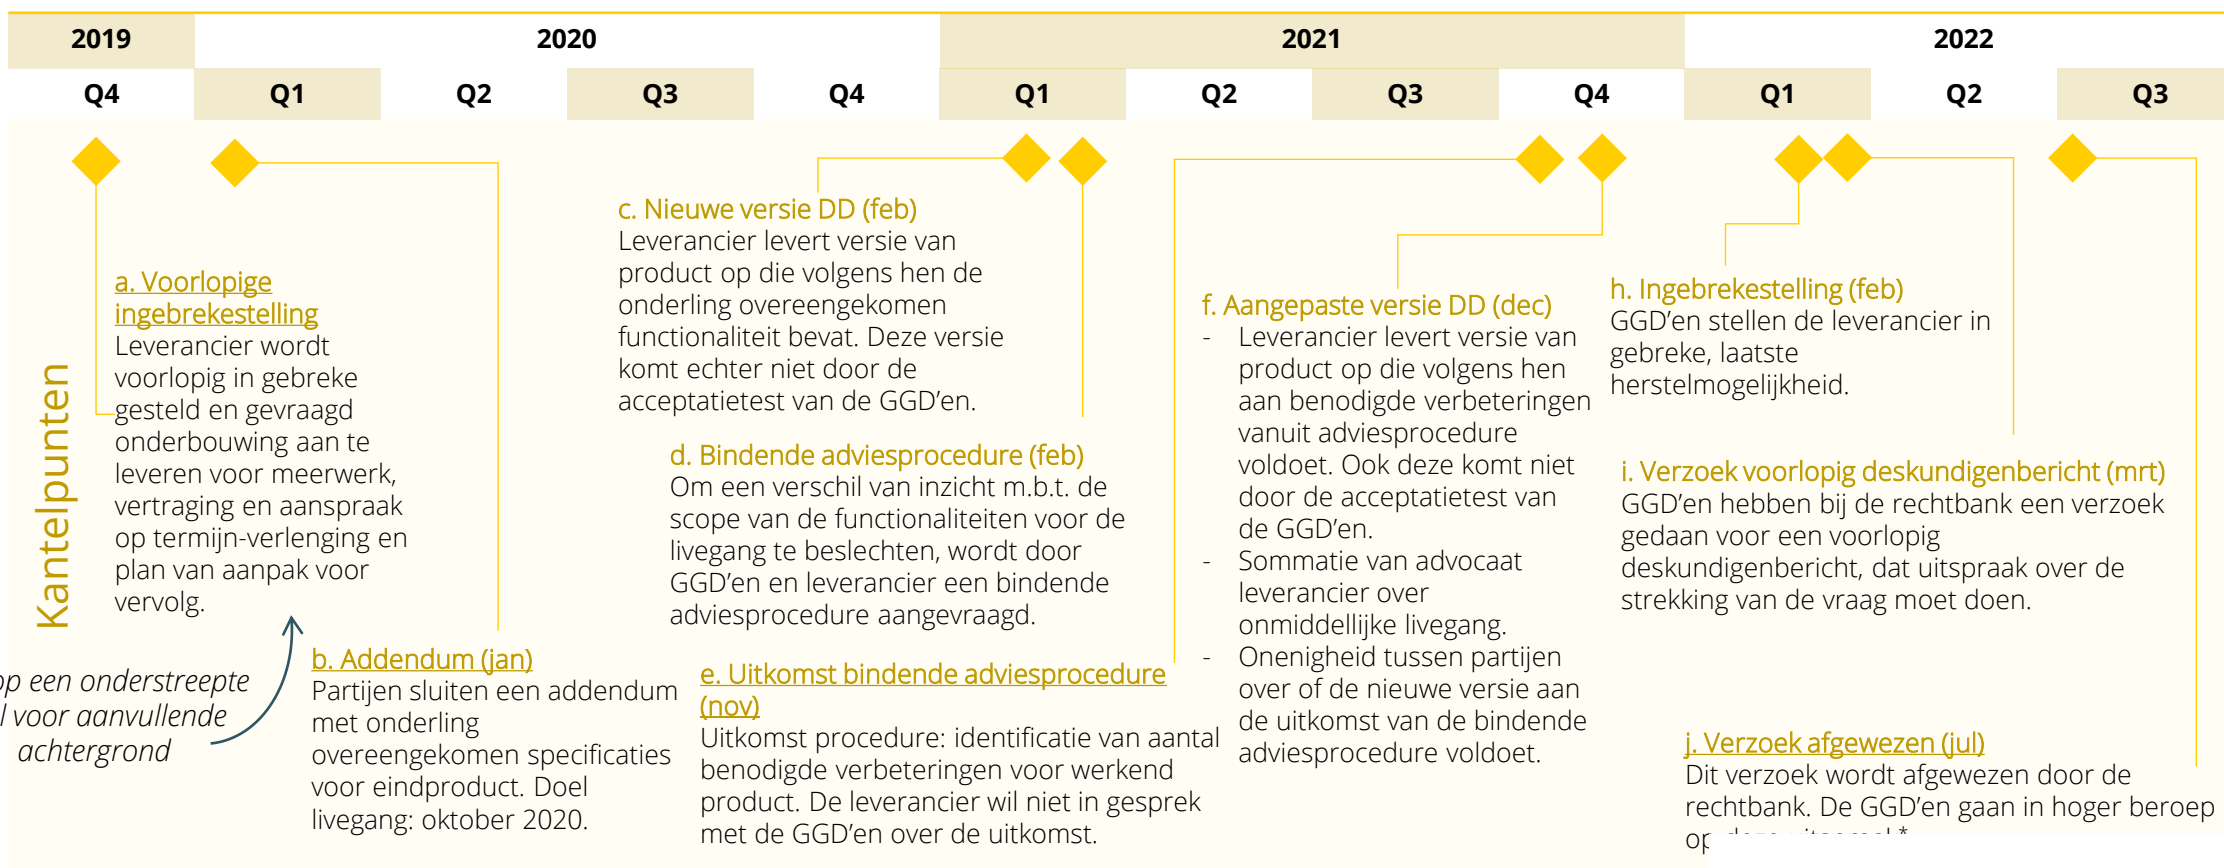 2019
2020
2021
2022
Q4
Q1
Q2
Q3
Q4
Q1
Q2
Q3
Q4
Q1
Q2
Q3
Kantelpunten
a. Voorlopige
ingebrekestelling
Leverancier wordt
voorlopig in gebreke
gesteld en gevraagd
onderbouwing aan te
leveren voor meerwerk,
vertraging en aanspraak
op termijn-verlenging en
plan van aanpak voor
vervolg.
op een onderstreepte
voor aanvullende
achtergrond
b. Addendum (jan)
Partijen sluiten een addendum
met onderling
overeengekomen specificaties
voor eindproduct. Doel
livegang: oktober 2020.
c. Nieuwe versie DD (feb)
Leverancier levert versie van
product op die volgens hen de
onderling overeengekomen
functionaliteit bevat. Deze versie
komt echter niet door de
acceptatietest van de GGD'en.
d. Bindende adviesprocedure (feb)
Om een verschil van inzicht m.b.t. de
scope van de functionaliteiten voor de
livegang te beslechten, wordt door
GGD'en en leverancier een bindende
adviesprocedure aangevraagd.
e. Uitkomst bindende adviesprocedure
(nov)
Uitkomst procedure: identificatie van aantal
benodigde verbeteringen voor werkend
product. De leverancier wil niet in gesprek
met de GGD'en over de uitkomst.
f. Aangepaste versie DD (dec)
- Leverancier levert versie van
product op die volgens hen
aan benodigde verbeteringen
vanuit adviesprocedure
voldoet. Ook deze komt niet
door de acceptatietest van
de GGD'en.
- Sommatie van advocaat
leverancier over
onmiddellijke livegang.
- Onenigheid tussen partijen
over of de nieuwe versie aan
de uitkomst van de bindende
adviesprocedure voldoet.
h. Ingebrekestelling (feb)
GGD'en stellen de leverancier in
gebreke, laatste
herstelmogelijkheid.
i. Verzoek voorlopig deskundigenbericht (mrt)
GGD'en hebben bij de rechtbank een verzoek
gedaan voor een voorlopig
deskundigenbericht, dat uitspraak over de
strekking van de vraag moet doen.
j. Verzoek afgewezen (jul)
Dit verzoek wordt afgewezen door de
rechtbank. De GGD'en gaan in hoger beroep